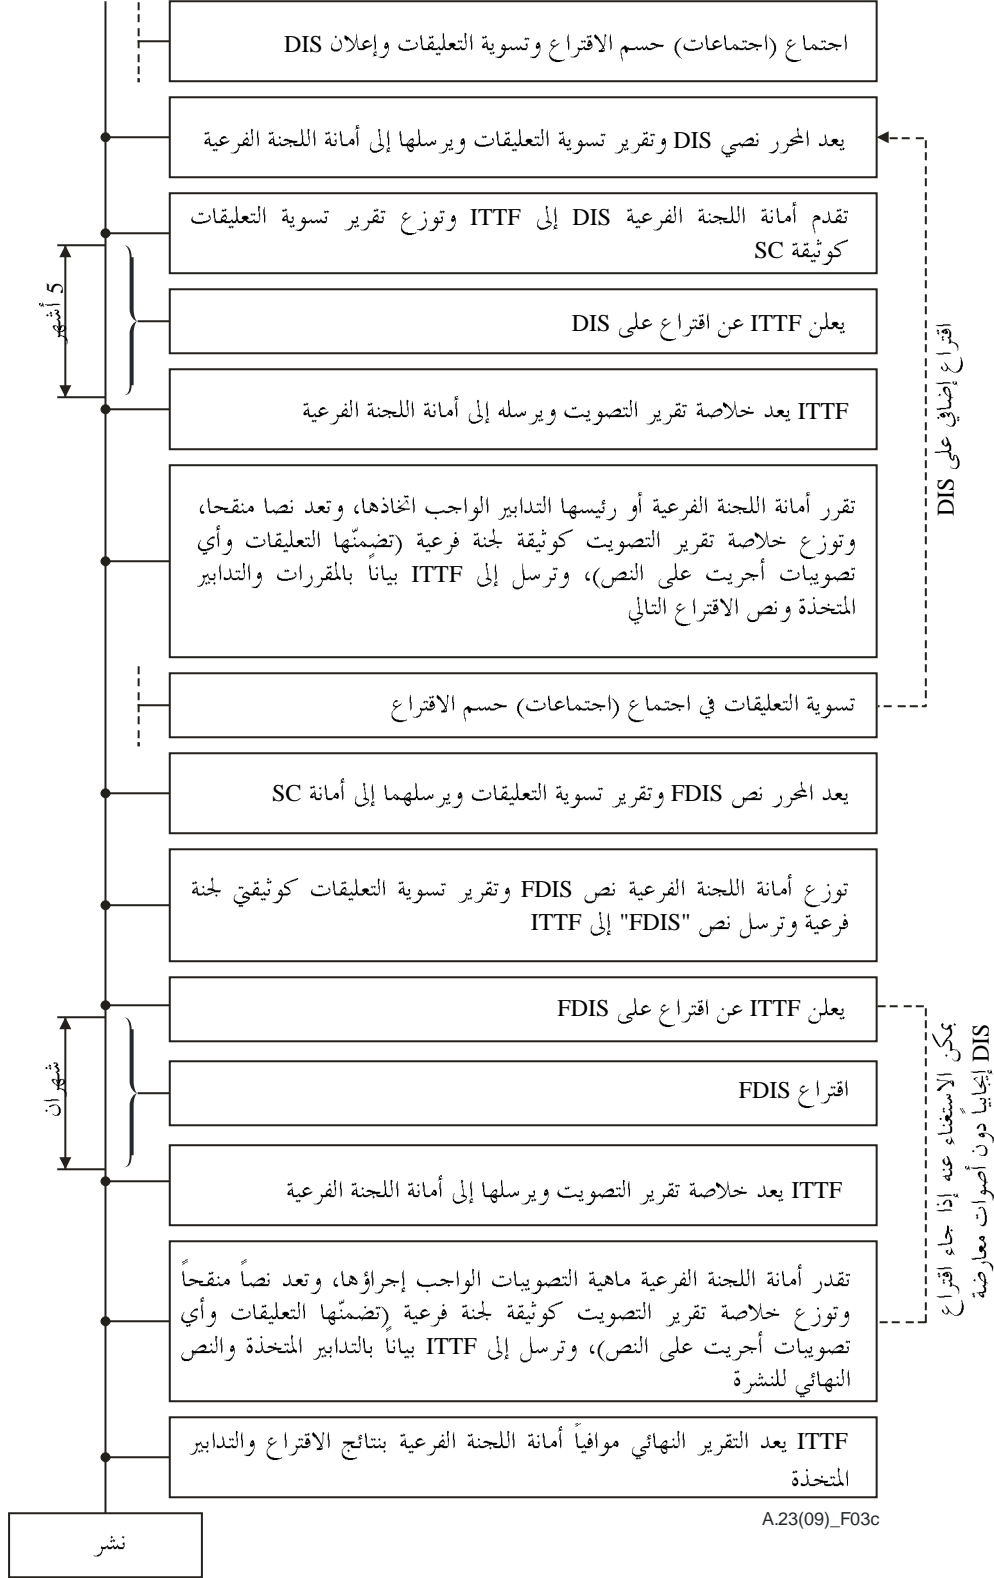 اجتماع (اجتماعات) حسم الاقتراع وتسوية التعليقات وإعلان DIS
يعد المحرر نصي DIS وتقرير تسوية التعليقات ويرسلها إلى أمانة اللجنة الفرعية
تقدم أمانة اللجنة الفرعية DIS إلى ITTF وتوزع تقرير تسوية التعليقات
كوثيقة SC
5 أشهر
يعلن ITTF عن اقتراع على DIS
ITTF يعد خلاصة تقرير التصويت ويرسله إلى أمانة اللجنة الفرعية
اقتراع إضافي على DIS
تقرر أمانة اللجنة الفرعية أو رئيسها التدابير الواجب اتخاذها، وتعد نصا منقحا،
وتوزع خلاصة تقرير التصويت كوثيقة لجنة فرعية (تضمنّها التعليقات وأي
تصويبات أجريت على النص)، وترسل إلى ITTF بياناً بالمقررات والتدابير
المتخذة ونص الاقتراع التالي
تسوية التعليقات في اجتماع (اجتماعات) حسم الاقتراع
يعد المحرر نص FDIS وتقرير تسوية التعليقات ويرسلهما إلى أمانة SC
توزع أمانة اللجنة الفرعية نص FDIS وتقرير تسوية التعليقات كوثيقتي لجنة
فرعية وترسل نص "FDIS" إلى ITTF
يعلن ITTF عن اقتراع على FDIS
شهران
اقتراع FDIS
ITTF يعد خلاصة تقرير التصويت ويرسلها إلى أمانة اللجنة الفرعية
يمكن الاستغناء عنه إذا جاء اقتراع
DIS إيجابياً دون أصوات معارضة
تقدر أمانة اللجنة الفرعية ماهية التصويبات الواجب إجراؤها، وتعد نصاً منقحاً
وتوزع خلاصة تقرير التصويت كوثيقة لجنة فرعية (تضمنّها التعليقات وأي
تصويبات أجريت على النص)، وترسل إلى ITTF بياناً بالتدابير المتخذة والنص
النهائي للنشرة
ITTF يعد التقرير النهائي موافياً أمانة اللجنة الفرعية بنتائج الاقتراع والتدابير
المتخذة
A.23(09)_F03c
نشر